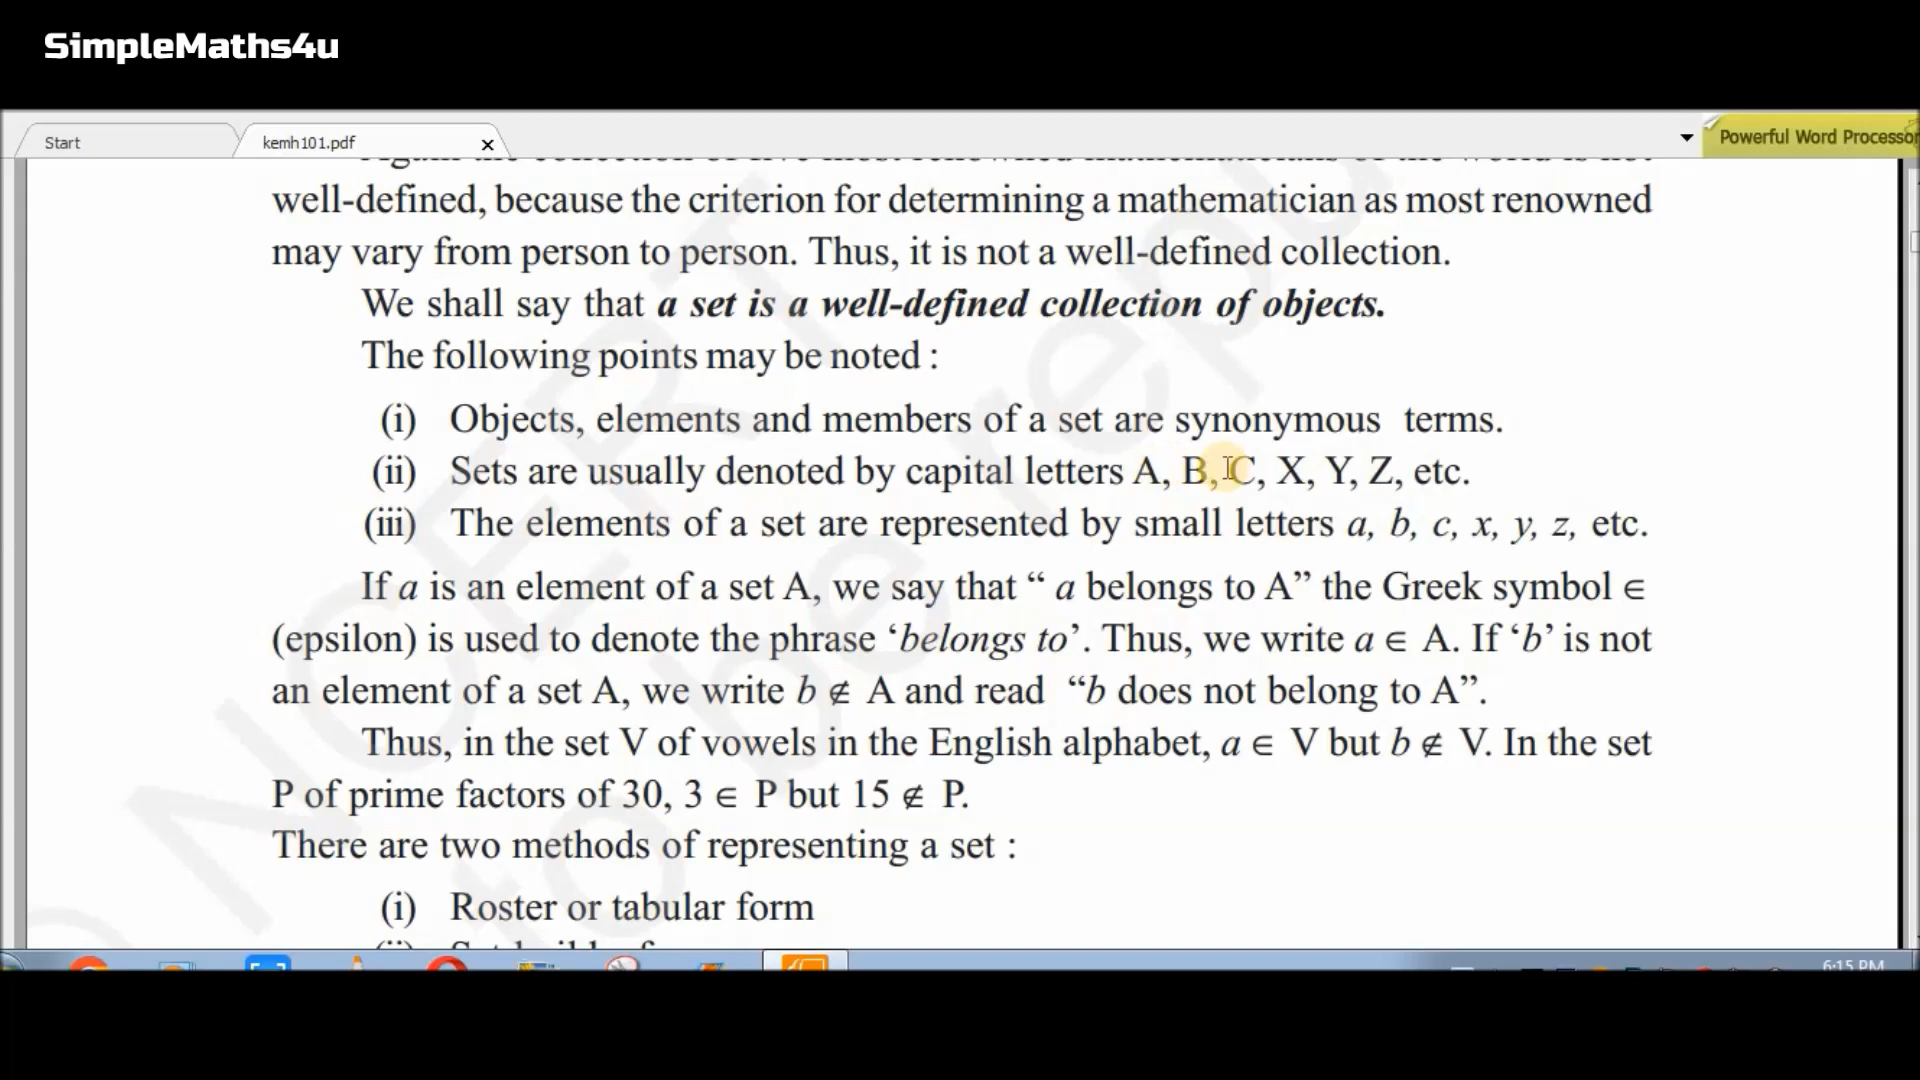 SimpleMaths4u
Start
kemh101.pdf
Powerful Word Processor
well-defined, because the criterion for determining a mathematician as most renowned
may vary from person to person. Thus, it is not a well-defined collection.
We shall say that a set is a well-defined collection of objects.
The following points may be noted :
(i) Objects, elements and members of a set are synonymous terms.
(ii) Sets are usually denoted by capital letters A, B, C, X, Y, Z, etc.
(iii) The elements of a set are represented by small letters a, b, c, x, y, z, etc.
If a is an element of a set A, we say that “ a belongs to A” the Greek symbol ∈
(epsilon) is used to denote the phrase ‘belongs to’. Thus, we write a ∈ A. If ‘b’ is not
an element of a set A, we write b ∉ A and read “b does not belong to A”.
Thus, in the set V of vowels in the English alphabet, a ∈ V but b ∉ V. In the set
P of prime factors of 30, 3 ∈ P but 15 ∉ P.
There are two methods of representing a set :
(i) Roster or tabular form
6:15 PM